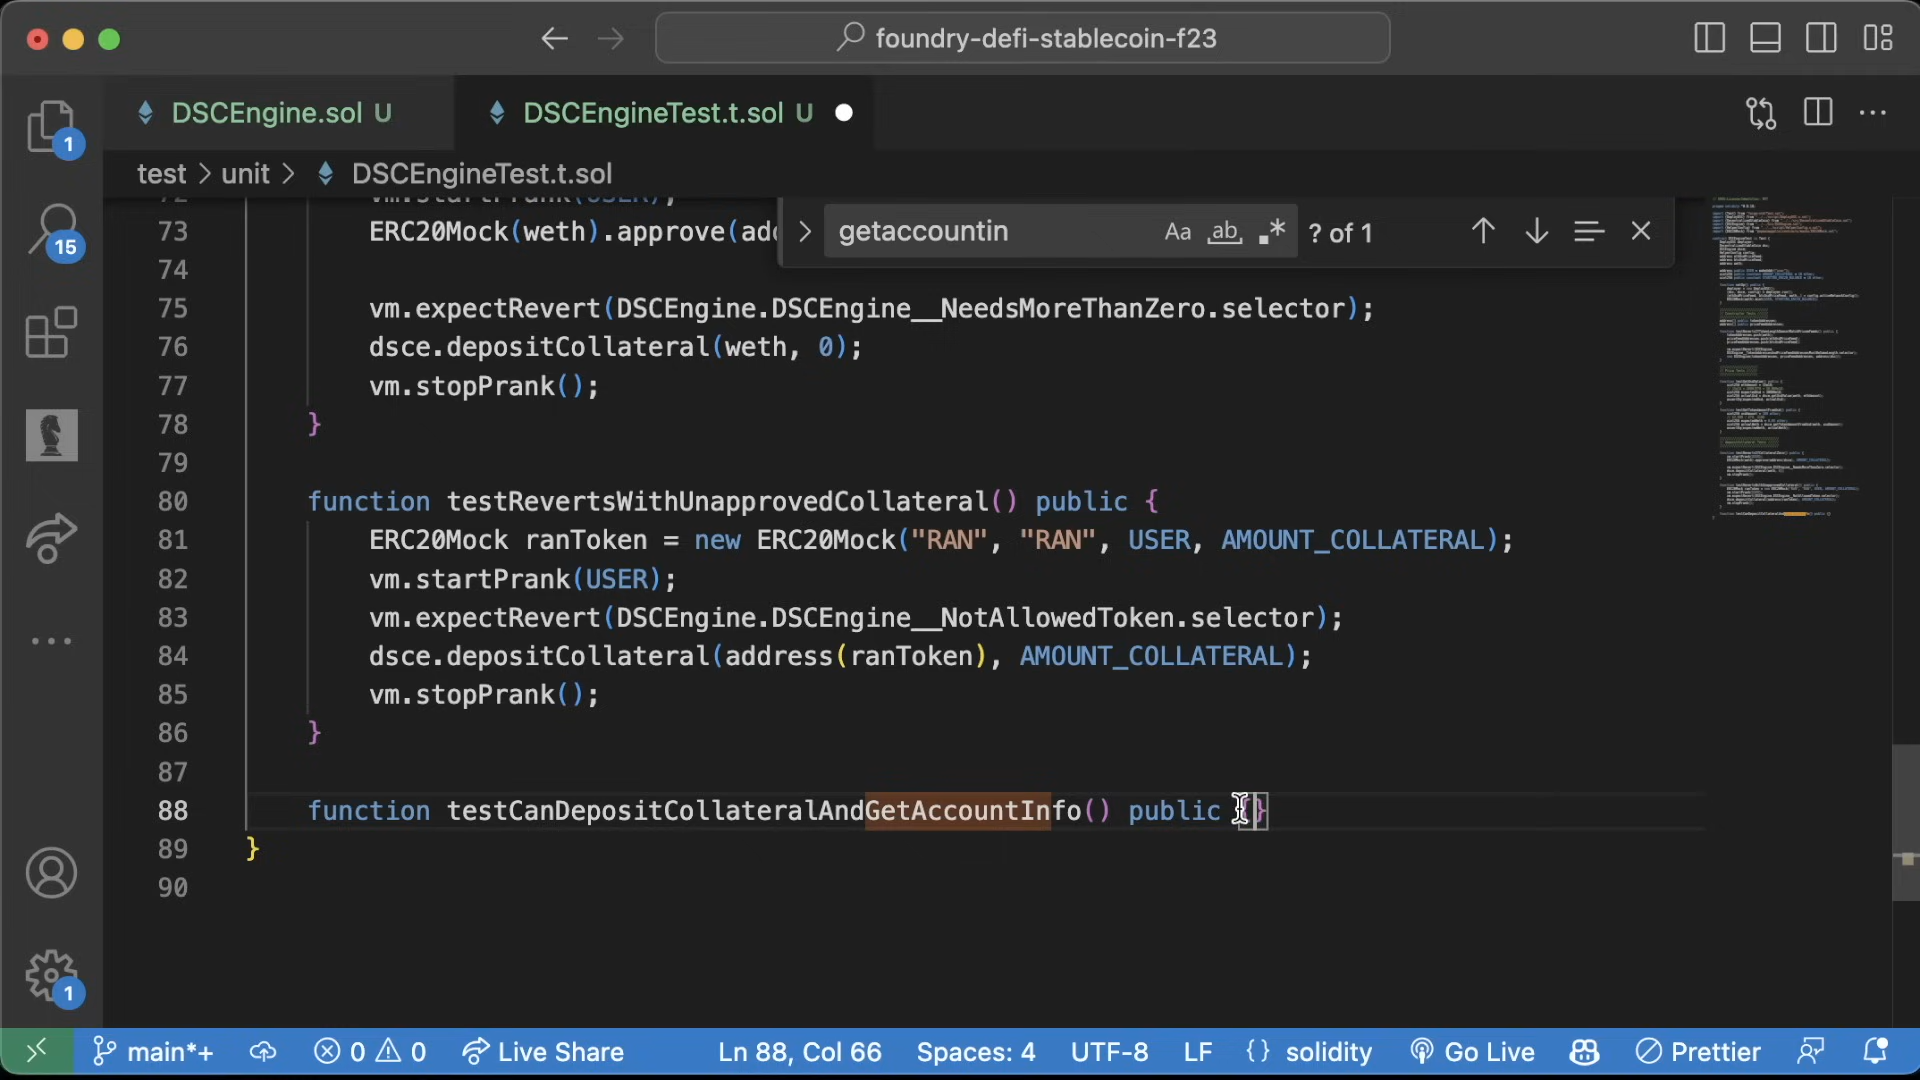 foundry-defi-stablecoin-f23
DSCEngine.sol U
DSCEngineTest.t.sol U
1
test > unit > DSCEngineTest.t.sol
73 ERC20Mock(weth).approve(add
getaccountin Aa ab .* ? of 1
15
74
75 vm.expectRevert(DSCEngine.DSCEngine__NeedsMoreThanZero.selector);
76 dsce.depositCollateral(weth, 0);
77 vm.stopPrank();
78 }
79
80 function testRevertsWithUnapprovedCollateral() public {
81 ERC20Mock ranToken = new ERC20Mock("RAN", "RAN", USER, AMOUNT_COLLATERAL);
82 vm.startPrank(USER);
83 vm.expectRevert(DSCEngine.DSCEngine__NotAllowedToken.selector);
84 dsce.depositCollateral(address(ranToken), AMOUNT_COLLATERAL);
85 vm.stopPrank();
86 }
87
88 function testCanDepositCollateralAndGetAccountInfo() public {}
89 }
90
1
main*+ 0 0 Live Share Ln 88, Col 66 Spaces: 4 UTF-8 LF {} solidity Go Live Prettier